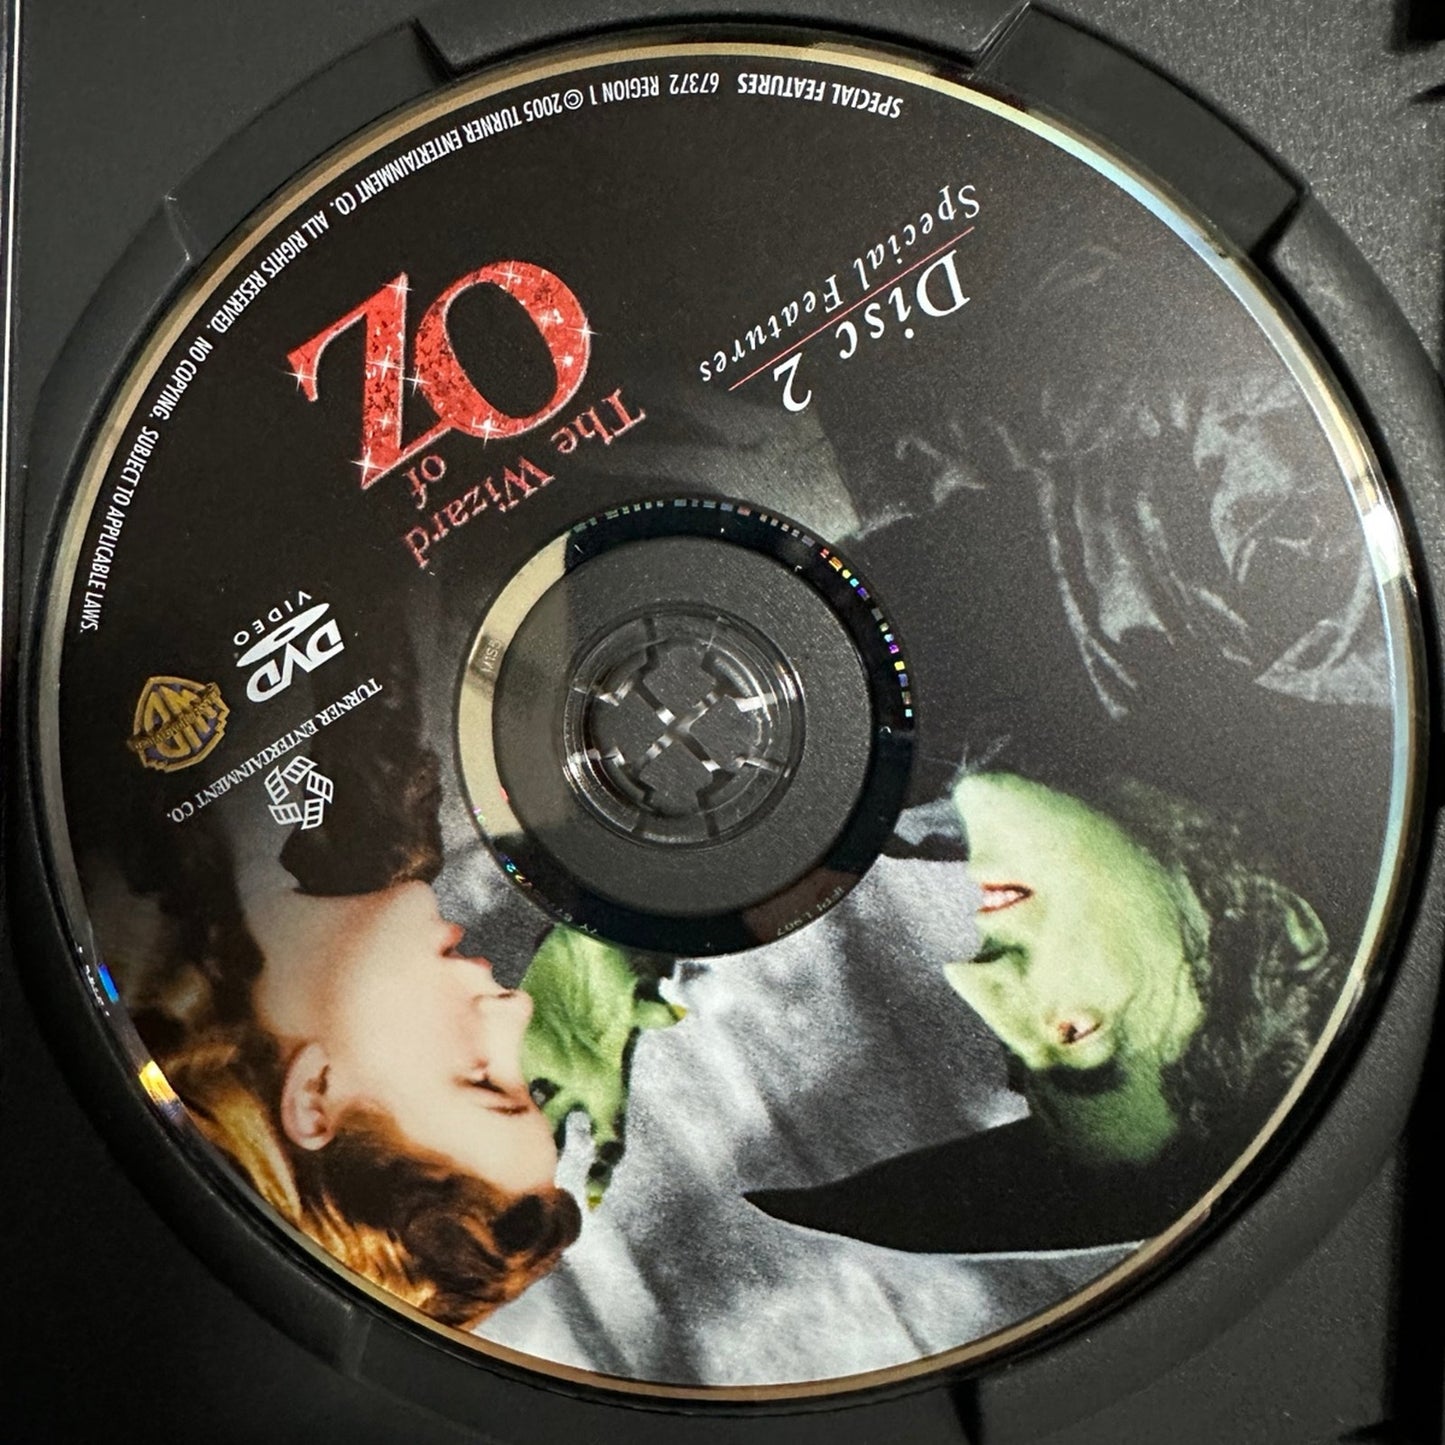 SPECIAL FEATURES 67372 REGION 1 © 2005 TURNER ENTERTAINMENT CO. ALL RIGHTS RESERVED. NO COPYING. SUBJECT TO APPLICABLE LAWS.
Disc 2
Special Features
The Wizard
of
OZ
DVD
VIDEO
TURNER ENTERTAINMENT CO.
WB